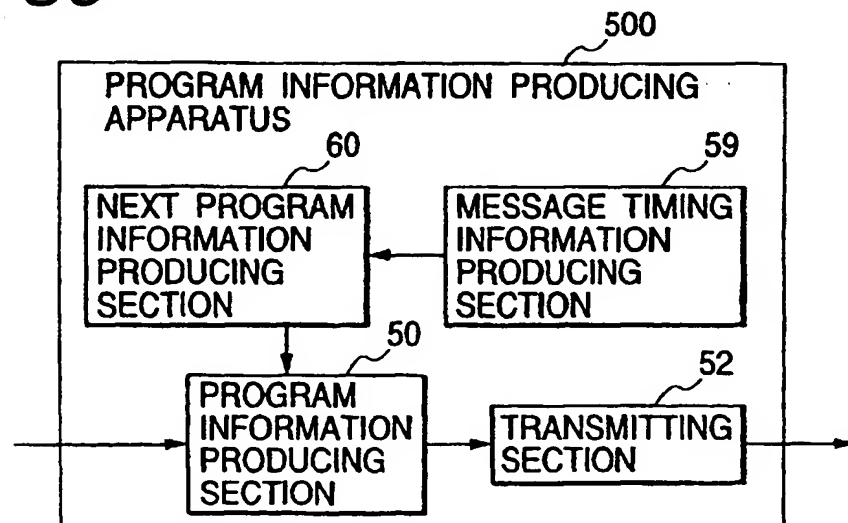 500
PROGRAM INFORMATION PRODUCING
APPARATUS
60
NEXT PROGRAM
INFORMATION
PRODUCING
SECTION
59
MESSAGE TIMING
INFORMATION
PRODUCING
SECTION
50
PROGRAM
INFORMATION
PRODUCING
SECTION
52
TRANSMITTING
SECTION